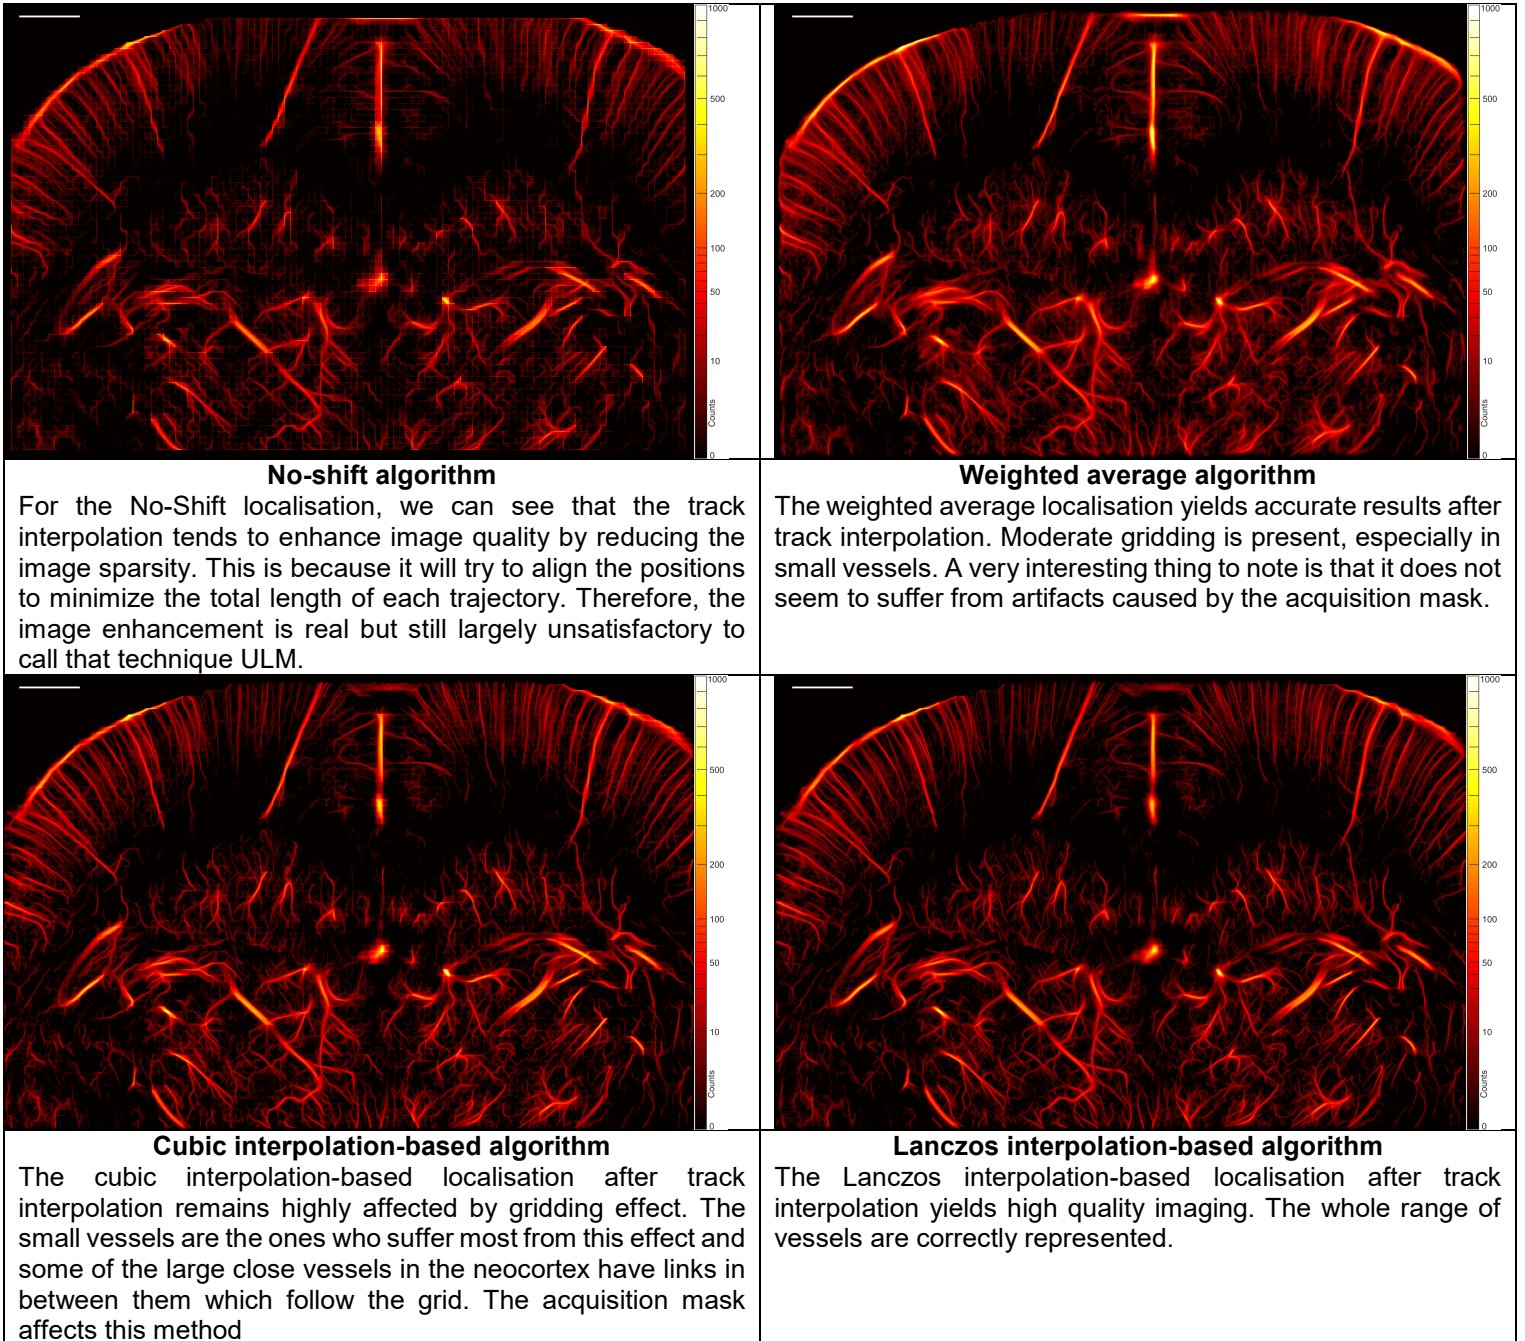 1000
500
200
100
50
10
Counts
0
1000
500
200
100
50
10
Counts
0
No-shift algorithm
For the No-Shift localisation, we can see that the track
interpolation tends to enhance image quality by reducing the
image sparsity. This is because it will try to align the positions
to minimize the total length of each trajectory. Therefore, the
image enhancement is real but still largely unsatisfactory to
call that technique ULM.
Weighted average algorithm
The weighted average localisation yields accurate results after
track interpolation. Moderate gridding is present, especially in
small vessels. A very interesting thing to note is that it does not
seem to suffer from artifacts caused by the acquisition mask.
1000
500
200
100
50
10
Counts
0
1000
500
200
100
50
10
Counts
0
Cubic interpolation-based algorithm
The cubic interpolation-based localisation after track
interpolation remains highly affected by gridding effect. The
small vessels are the ones who suffer most from this effect and
some of the large close vessels in the neocortex have links in
between them which follow the grid. The acquisition mask
affects this method
Lanczos interpolation-based algorithm
The Lanczos interpolation-based localisation after track
interpolation yields high quality imaging. The whole range of
vessels are correctly represented.